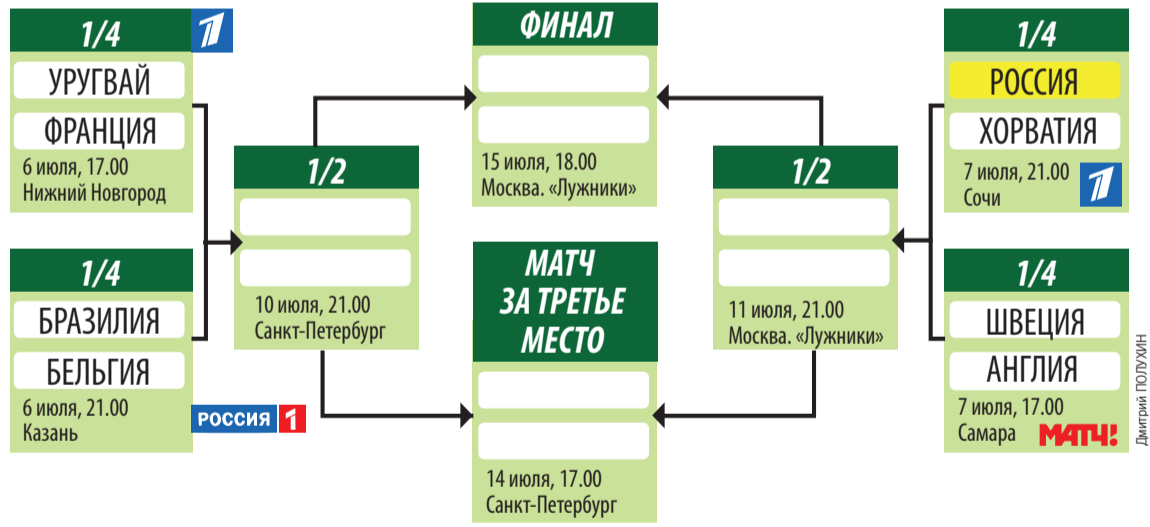 1/4
1
УРУГВАЙ
ФРАНЦИЯ
6 июля, 17.00
Нижний Новгород
1/4
БРАЗИЛИЯ
БЕЛЬГИЯ
6 июля, 21.00
Казань
РОССИЯ 1
1/2
10 июля, 21.00
Санкт-Петербург
ФИНАЛ
15 июля, 18.00
Москва. «Лужники»
МАТЧ
ЗА ТРЕТЬЕ
МЕСТО
14 июля, 17.00
Санкт-Петербург
1/2
11 июля, 21.00
Москва. «Лужники»
1/4
РОССИЯ
ХОРВАТИЯ
7 июля, 21.00
Сочи
1
1/4
ШВЕЦИЯ
АНГЛИЯ
7 июля, 17.00
Самара МАТЧ!
Дмитрий ПОЛУХИН